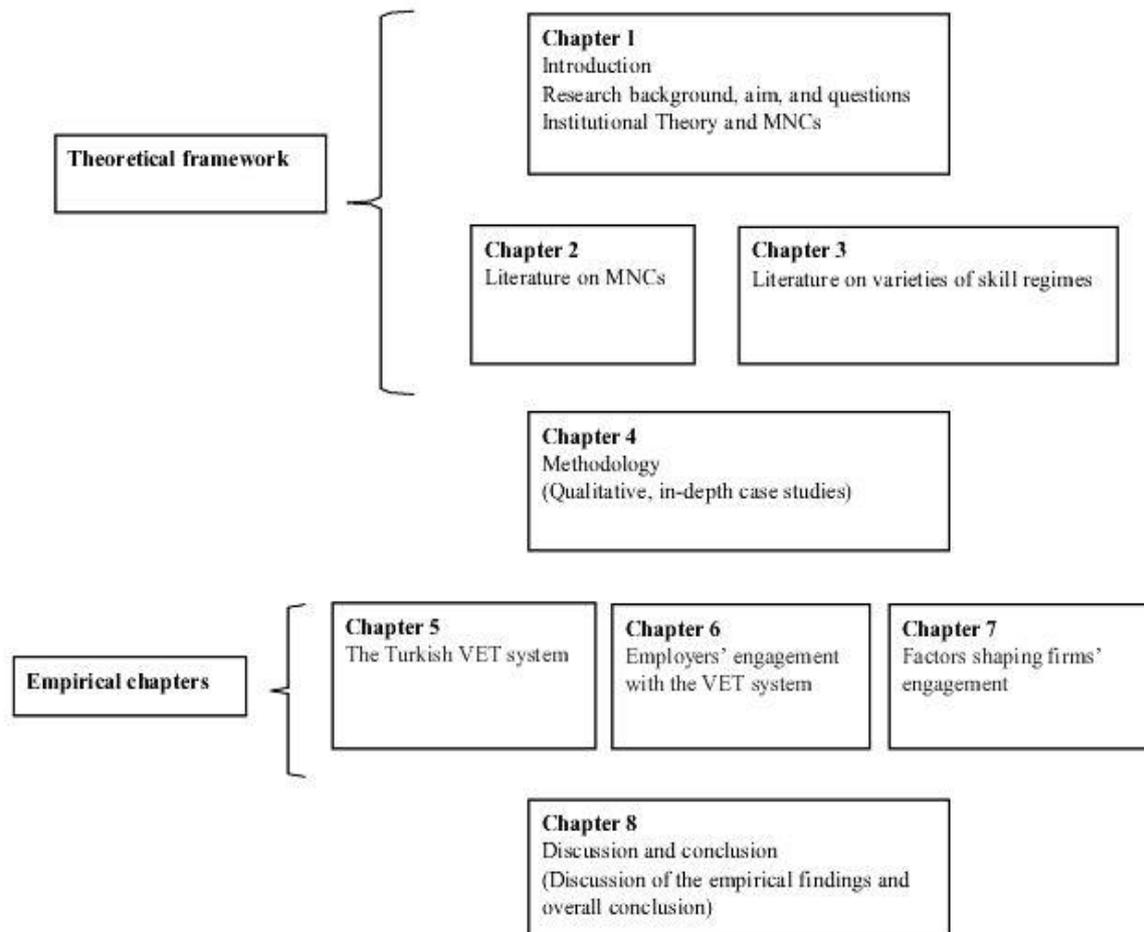 Chapter 1
Introduction
Research background, aim, and questions
Institutional Theory and MNCs
Theoretical framework
Chapter 2
Literature on MNCs
Chapter 3
Literature on varieties of skill regimes
Chapter 4
Methodology
(Qualitative, in-depth case studies)
Empirical chapters
Chapter 5
The Turkish VET system
Chapter 6
Employers’ engagement
with the VET system
Chapter 7
Factors shaping firms’
engagement
Chapter 8
Discussion and conclusion
(Discussion of the empirical findings and
overall conclusion)